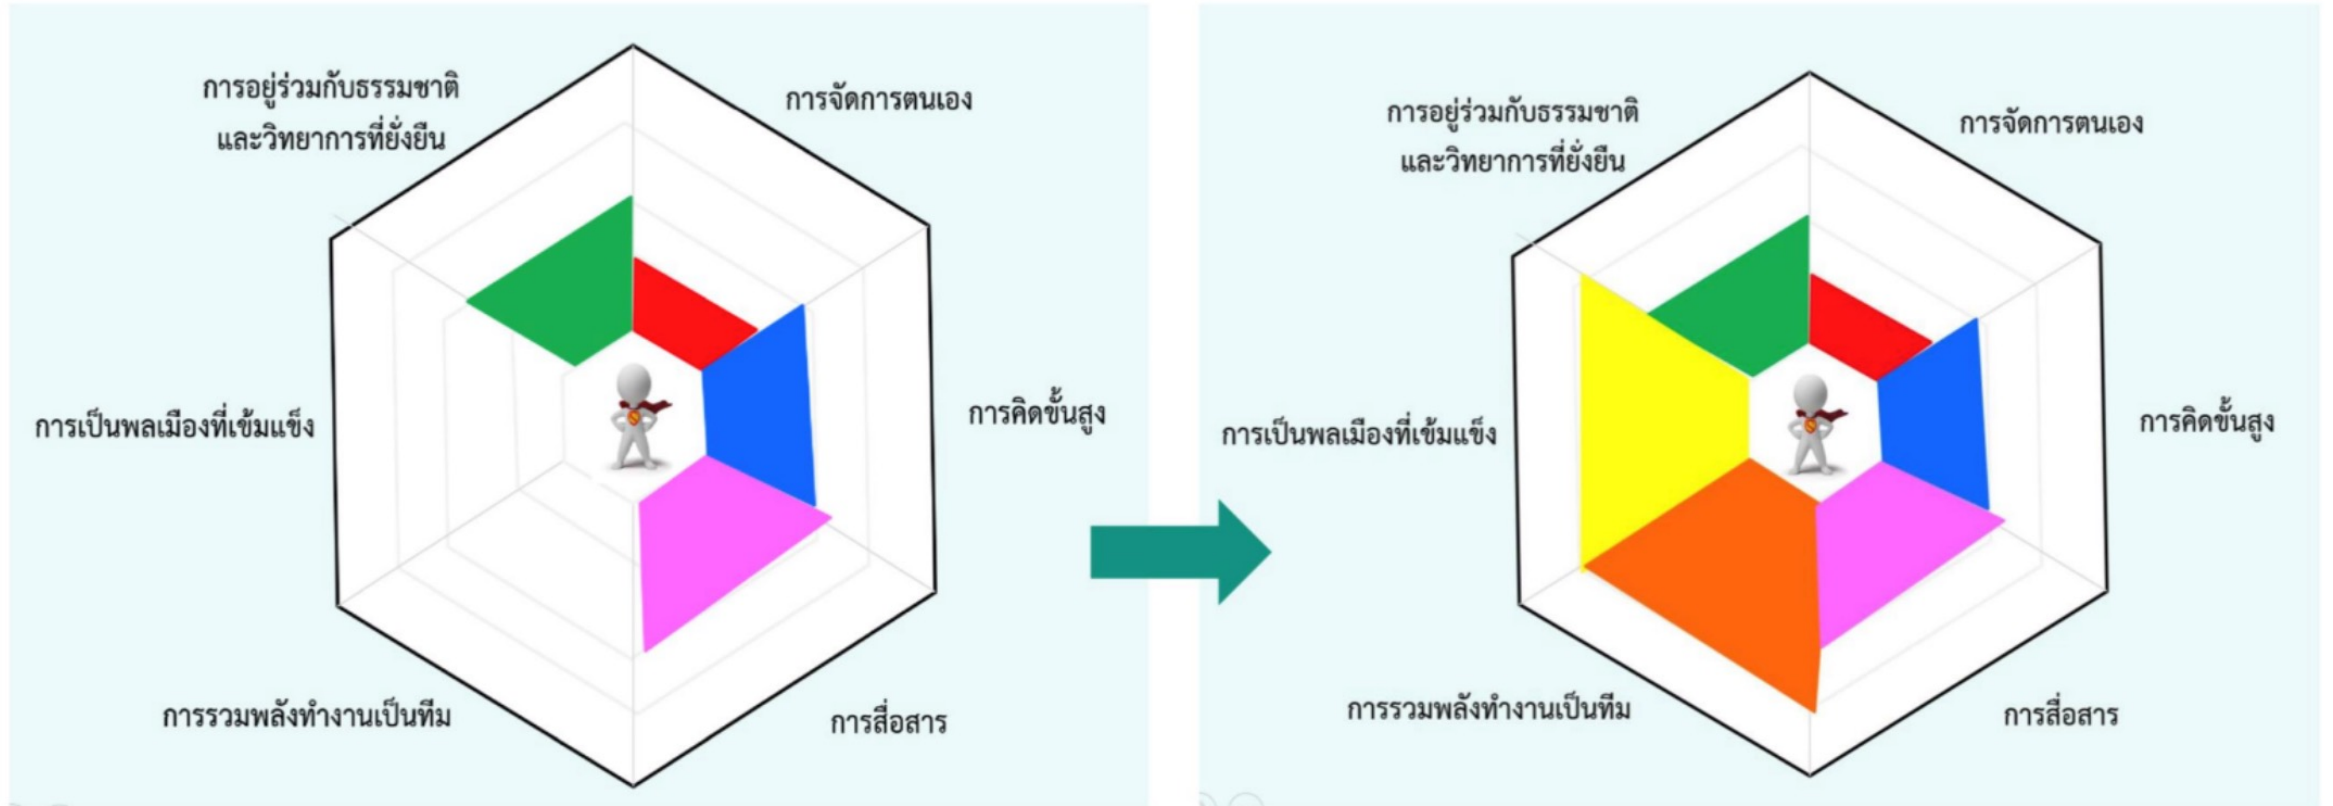 การอยู่ร่วมกับธรรมชาติ
และวิทยาการที่ยั่งยืน
การจัดการตนเอง
การเป็นพลเมืองที่เข้มแข็ง
การคิดขั้นสูง
การรวมพลังทำงานเป็นทีม
การสื่อสาร
การอยู่ร่วมกับธรรมชาติ
และวิทยาการที่ยั่งยืน
การจัดการตนเอง
การเป็นพลเมืองที่เข้มแข็ง
การคิดขั้นสูง
การรวมพลังทำงานเป็นทีม
การสื่อสาร